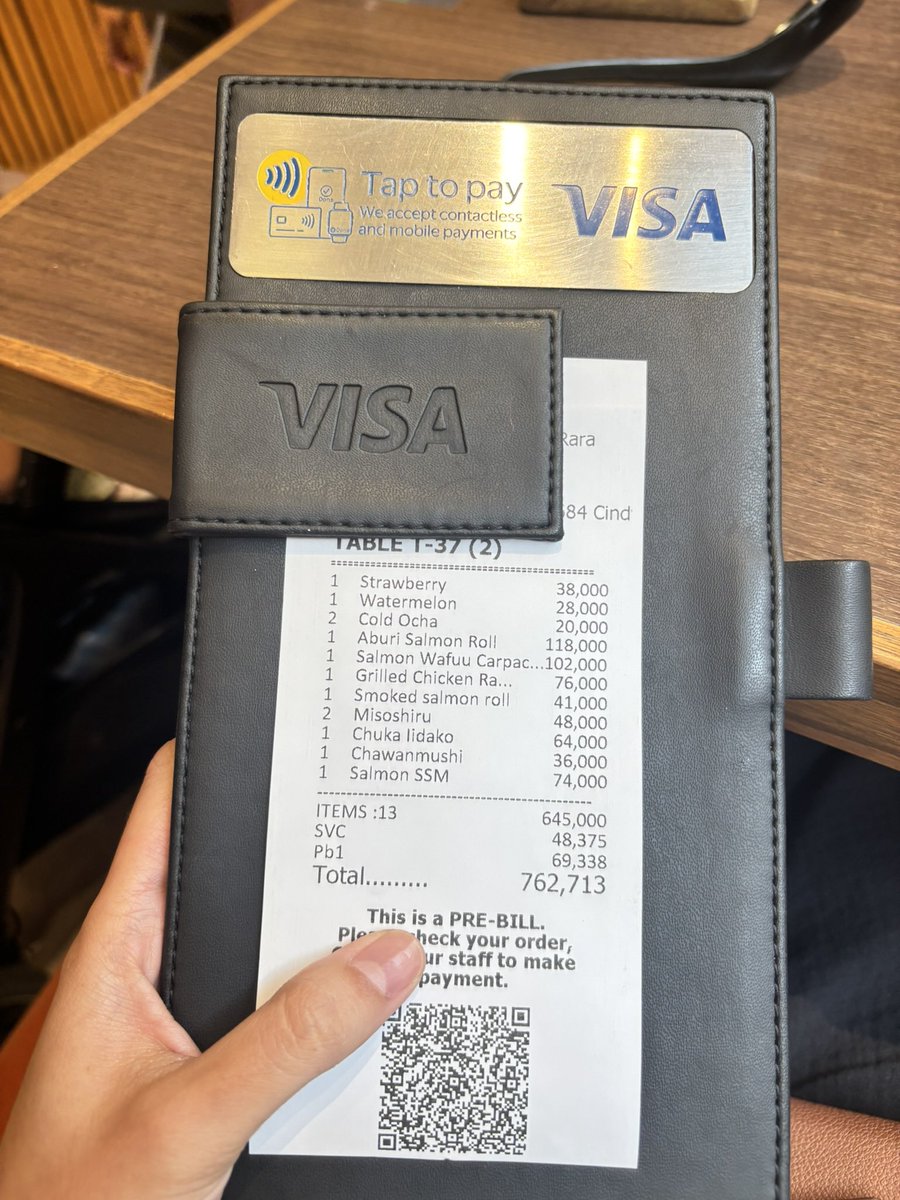 Tap to pay
We accept contactless
and mobile payments
VISA
VISA
Rara
684 Cind
TABLE T-37 (2)
1 Strawberry 38,000
1 Watermelon 28,000
2 Cold Ocha 20,000
1 Aburi Salmon Roll 118,000
1 Salmon Wafuu Carpac...102,000
1 Grilled Chicken Ra... 76,000
1 Smoked salmon roll 41,000
2 Misoshiru 48,000
1 Chuka Iidako 64,000
1 Chawanmushi 36,000
1 Salmon SSM 74,000
ITEMS :13 645,000
SVC 48,375
Pb1 69,338
Total......... 762,713
This is a PRE-BILL.
check your order,
staff to make
payment.